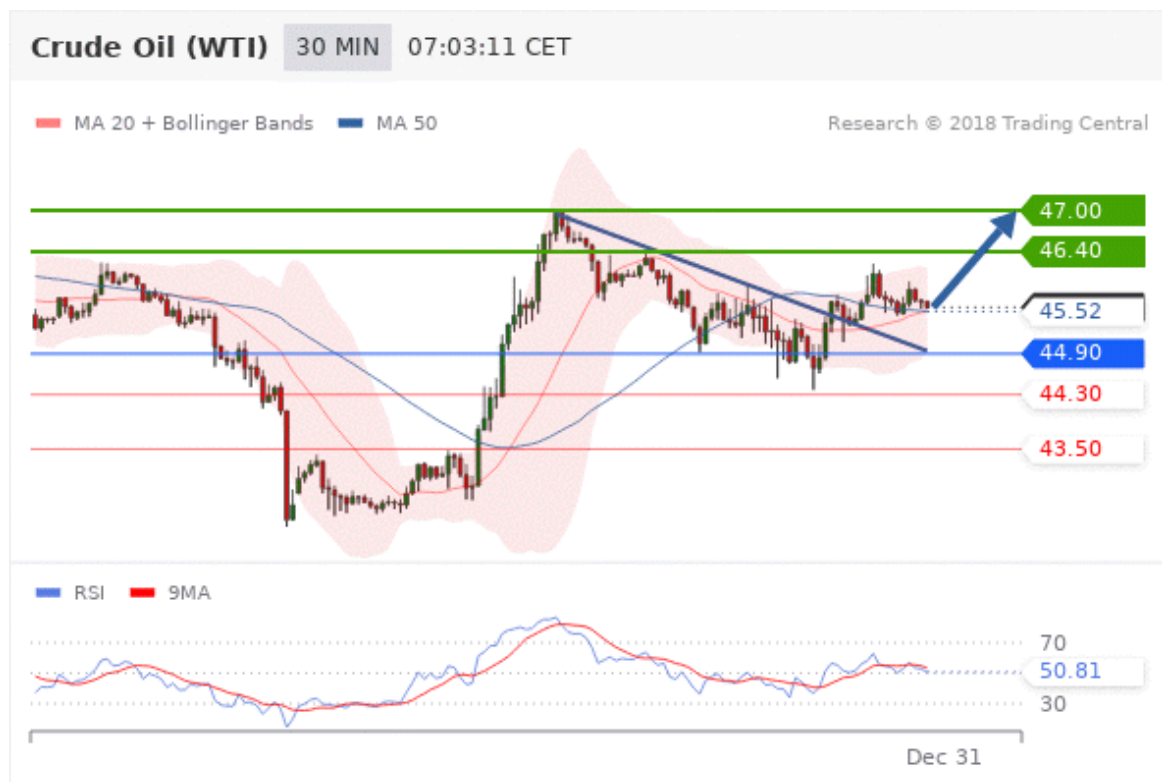 Crude Oil (WTI) 30 MIN 07:03:11 CET
MA 20 + Bollinger Bands MA 50 Research © 2018 Trading Central
47.00
46.40
45.52
44.90
44.30
43.50
RSI 9MA
70
50.81
30
Dec 31